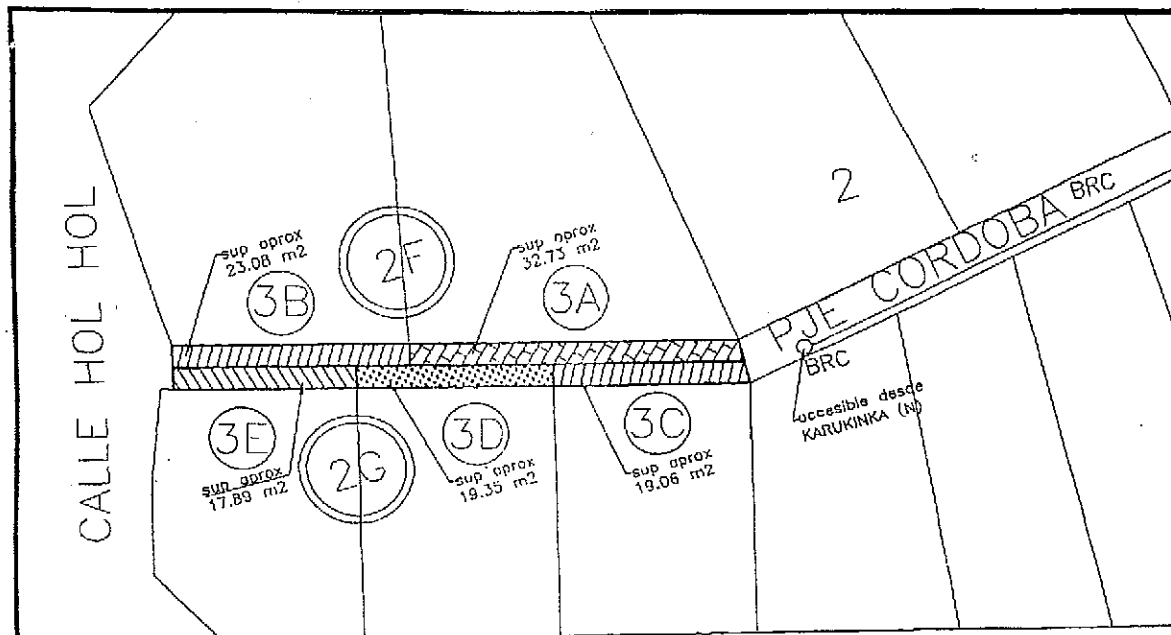 CALLE HOL HOL
2
PJE CORDOBA
BRC
BRC
accesible desde
KARUKINKA (N)
2F
sup aprox
23.08 m2
3B
sup aprox
32.73 m2
3A
3E
sup aprox
17.89 m2
2G
3D
sup aprox
19.35 m2
3C
sup aprox
19.06 m2